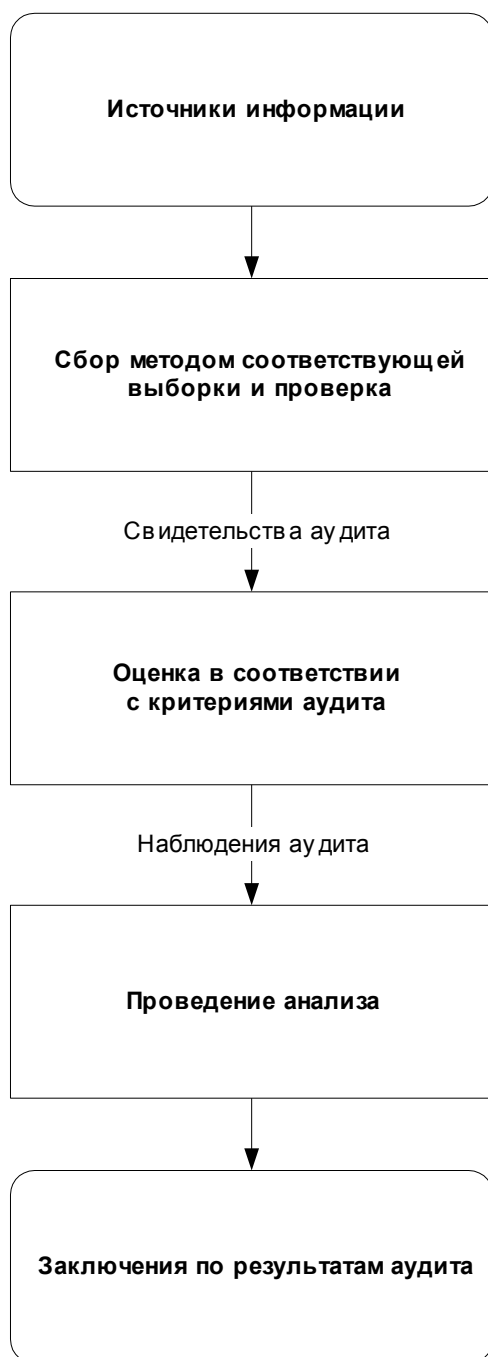 Источники информации
Сбор методом соответствующей
выборки и проверка
Свидетельства аудита
Оценка в соответствии
с критериями аудита
Наблюдения аудита
Проведение анализа
Заключения по результатам аудита